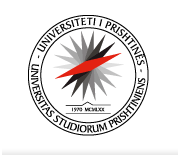 UNIVERSITETI I PRISHTINËS
UNIVERSITAS STUDIORUM PRISHTINIENSIS
1970 MCMLXX